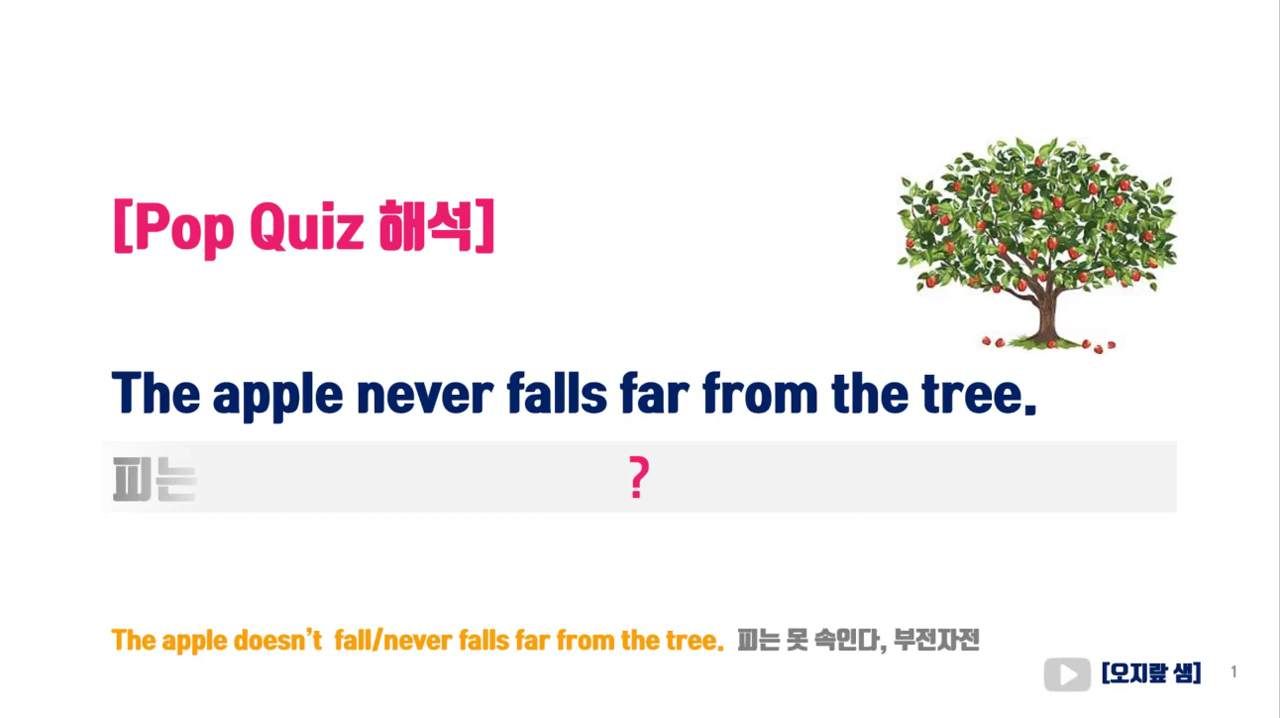 [Pop Quiz 해석]
The apple never falls far from the tree.
피는 ?
The apple doesn’t fall/never falls far from the tree. 피는 못 속인다, 부전자전
[오지랖 샘] 1